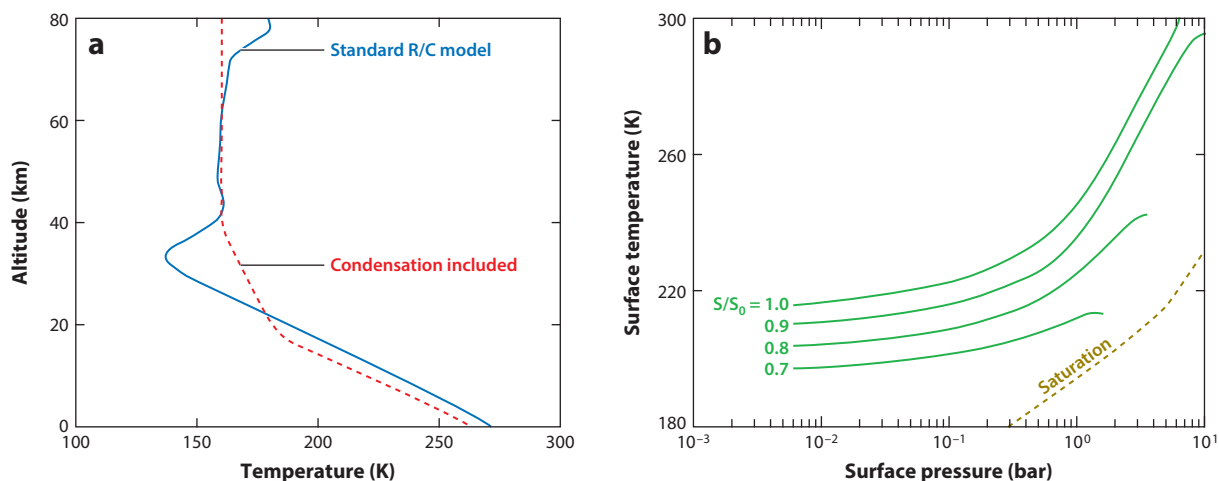 a
80
60
40
20
0
100
150
200
250
300
Altitude (km)
Temperature (K)
Standard R/C model
Condensation included
b
300
260
220
180
10⁻³
10⁻²
10⁻¹
10⁰
10¹
Surface temperature (K)
Surface pressure (bar)
S/S₀ = 1.0
0.9
0.8
0.7
Saturation